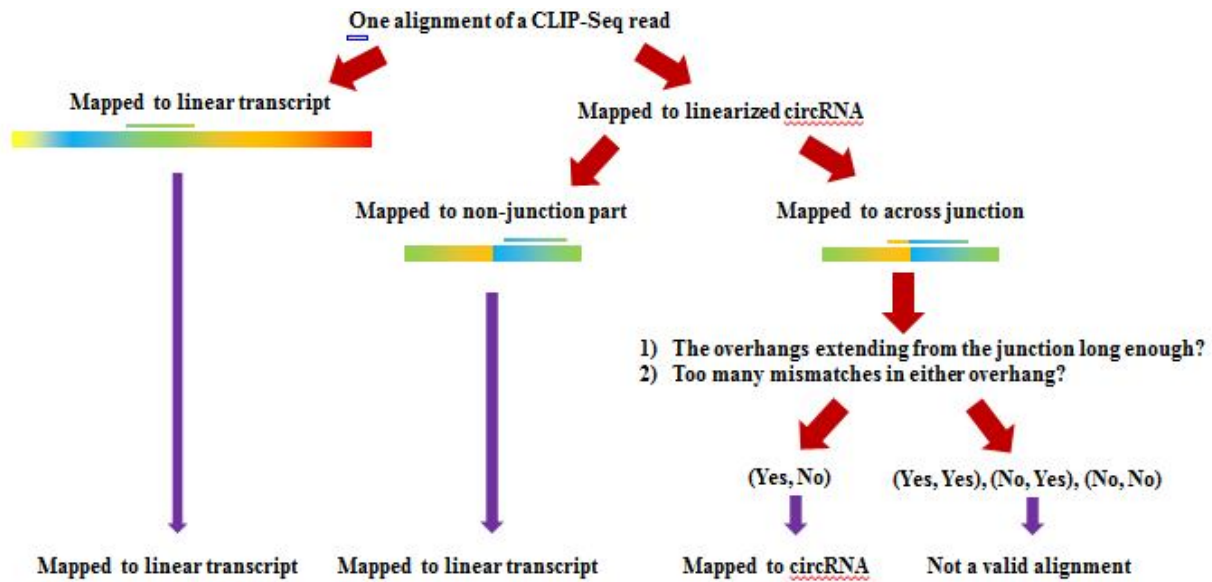 One alignment of a CLIP-Seq read
Mapped to linear transcript
Mapped to linearized circRNA
Mapped to non-junction part
Mapped to across junction
1) The overhangs extending from the junction long enough?
2) Too many mismatches in either overhang?
(Yes, No)
(Yes, Yes), (No, Yes), (No, No)
Mapped to linear transcript
Mapped to linear transcript
Mapped to circRNA
Not a valid alignment